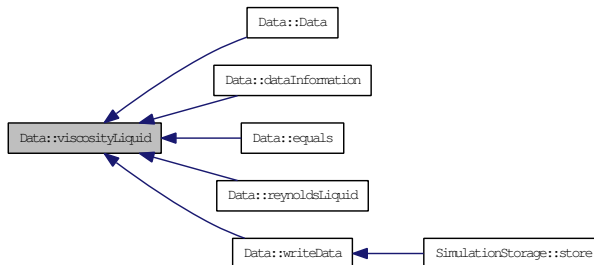 Data::Data
Data::dataInformation
Data::viscosityLiquid
Data::equals
Data::reynoldsLiquid
Data::writeData
SimulationStorage::store